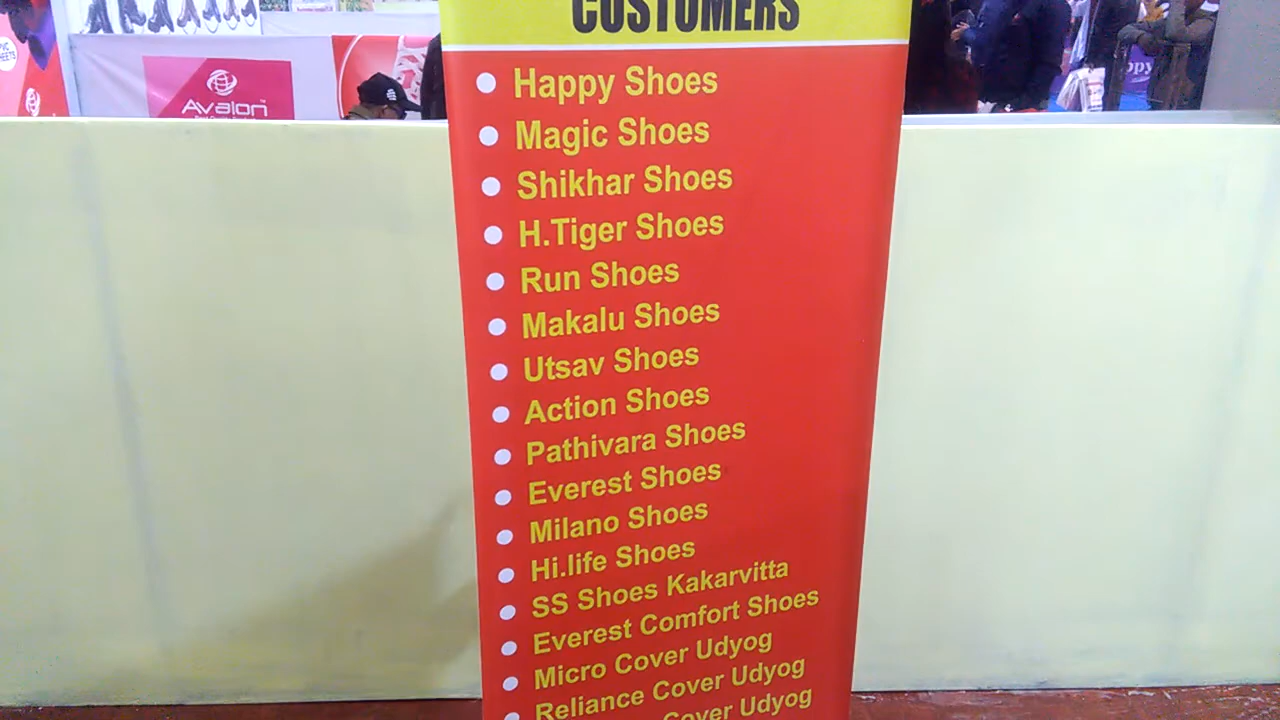 CUSTOMERS
Happy Shoes
Magic Shoes
Shikhar Shoes
H.Tiger Shoes
Run Shoes
Makalu Shoes
Utsav Shoes
Action Shoes
Pathivara Shoes
Everest Shoes
Milano Shoes
Hi.life Shoes
SS Shoes Kakarvitta
Everest Comfort Shoes
Micro Cover Udyog
Reliance Cover Udyog
Cover Udyog
Avalon
PVC